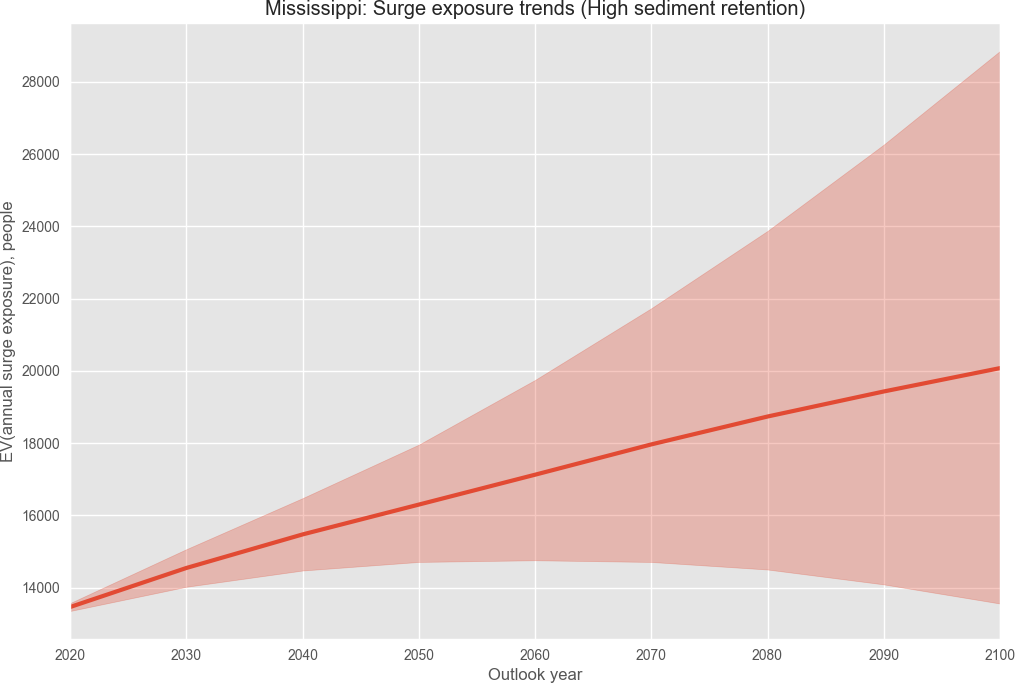 Mississippi: Surge exposure trends (High sediment retention)
EV(annual surge exposure), people
28000
26000
24000
22000
20000
18000
16000
14000
2020 2030 2040 2050 2060 2070 2080 2090 2100
Outlook year